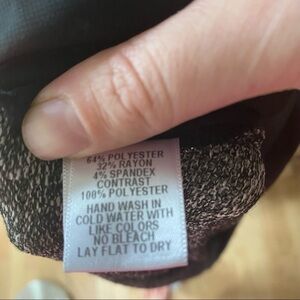 64% POLYESTER
32% RAYON
4% SPANDEX
CONTRAST
100% POLYESTER
HAND WASH IN
COLD WATER WITH
LIKE COLORS
NO BLEACH
LAY FLAT TO DRY